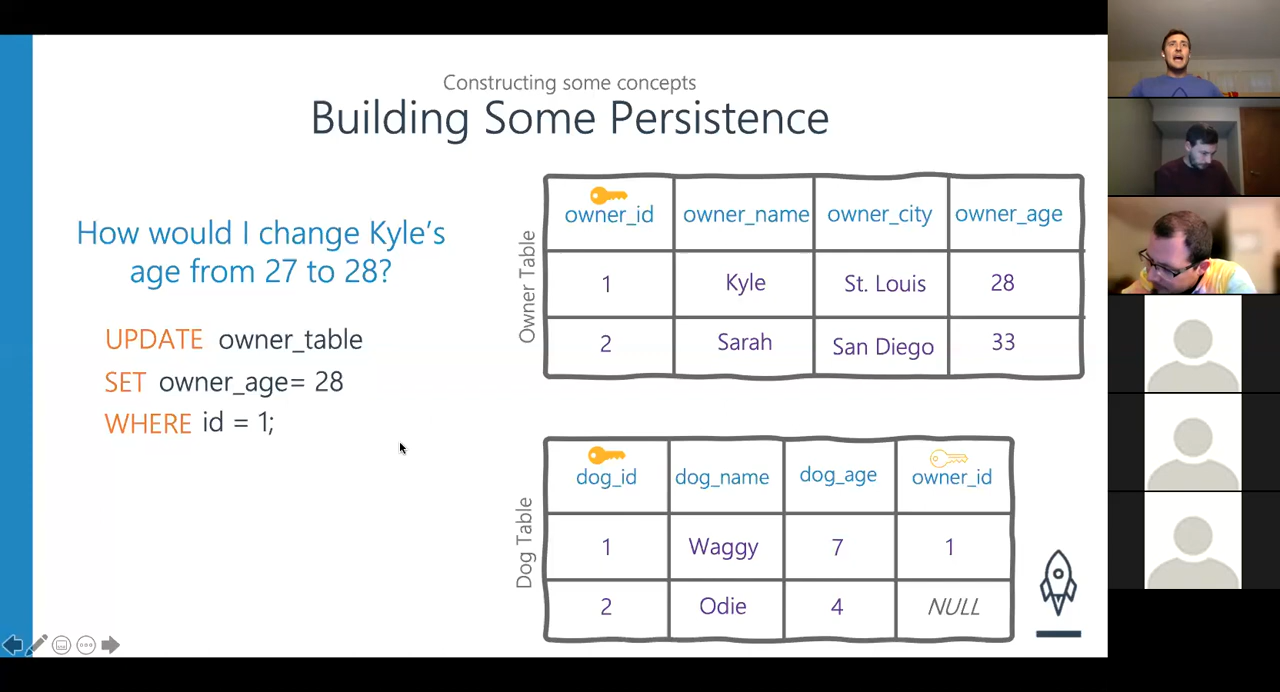 Constructing some concepts
Building Some Persistence
How would I change Kyle's
age from 27 to 28?
UPDATE owner_table
SET owner_age= 28
WHERE id = 1;
Owner Table
owner_id owner_name owner_city owner_age
1 Kyle St. Louis 28
2 Sarah San Diego 33
Dog Table
dog_id dog_name dog_age owner_id
1 Waggy 7 1
2 Odie 4 NULL